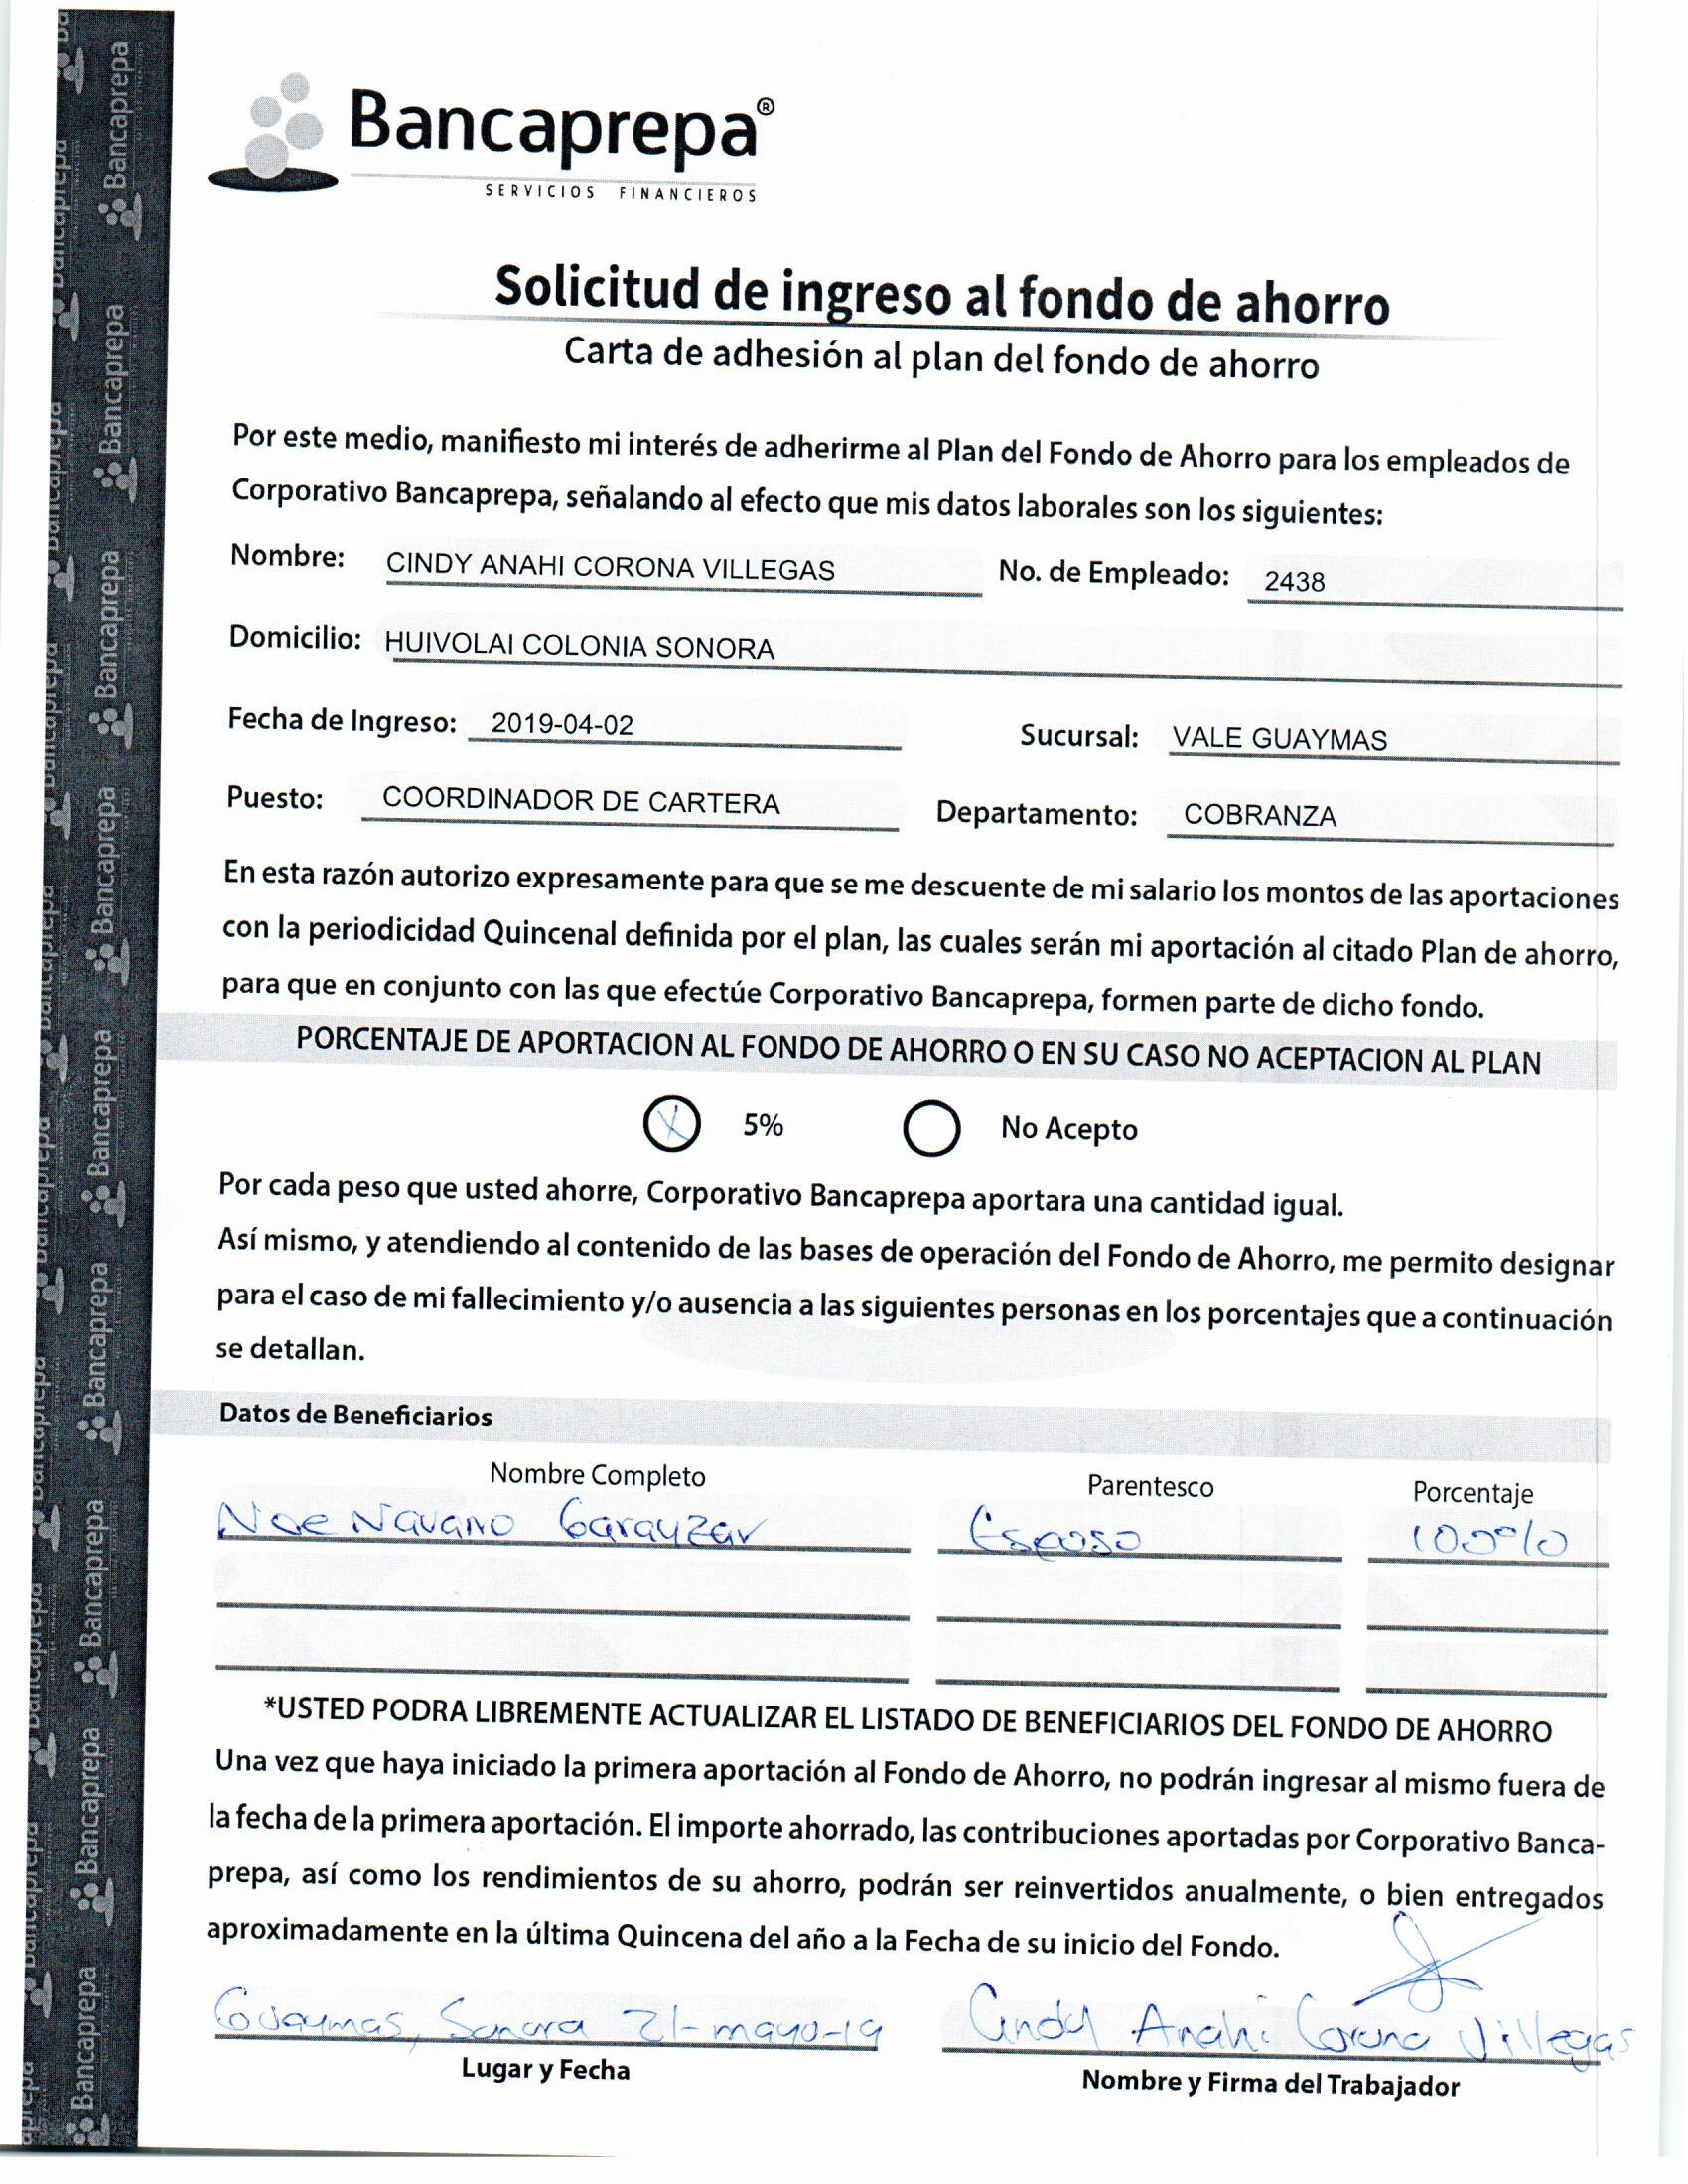 Bancaprepa®
SERVICIOS FINANCIEROS
Solicitud de ingreso al fondo de ahorro
Carta de adhesión al plan del fondo de ahorro
Por este medio, manifiesto mi interés de adherirme al Plan del Fondo de Ahorro para los empleados de
Corporativo Bancaprepa, señalando al efecto que mis datos laborales son los siguientes:
Nombre: CINDY ANAHI CORONA VILLEGAS No. de Empleado: 2438
Domicilio: HUIVOLAI COLONIA SONORA
Fecha de Ingreso: 2019-04-02 Sucursal: VALE GUAYMAS
Puesto: COORDINADOR DE CARTERA Departamento: COBRANZA
En esta razón autorizo expresamente para que se me descuente de mi salario los montos de las aportaciones
con la periodicidad Quincenal definida por el plan, las cuales serán mi aportación al citado Plan de ahorro,
para que en conjunto con las que efectúe Corporativo Bancaprepa, formen parte de dicho fondo.
PORCENTAJE DE APORTACION AL FONDO DE AHORRO O EN SU CASO NO ACEPTACION AL PLAN
X 5% No Acepto
Por cada peso que usted ahorre, Corporativo Bancaprepa aportara una cantidad igual.
Así mismo, y atendiendo al contenido de las bases de operación del Fondo de Ahorro, me permito designar
para el caso de mi fallecimiento y/o ausencia a las siguientes personas en los porcentajes que a continuación
se detallan.
Datos de Beneficiarios
Nombre Completo Parentesco Porcentaje
Noe Navarro Garayzar Esposo 100%
*USTED PODRA LIBREMENTE ACTUALIZAR EL LISTADO DE BENEFICIARIOS DEL FONDO DE AHORRO
Una vez que haya iniciado la primera aportación al Fondo de Ahorro, no podrán ingresar al mismo fuera de
la fecha de la primera aportación. El importe ahorrado, las contribuciones aportadas por Corporativo Banca-
prepa, así como los rendimientos de su ahorro, podrán ser reinvertidos anualmente, o bien entregados
aproximadamente en la última Quincena del año a la Fecha de su inicio del Fondo.
Guaymas, Sonora 21-mayo-19 Cindy Anahi Corona Villegas
Lugar y Fecha Nombre y Firma del Trabajador